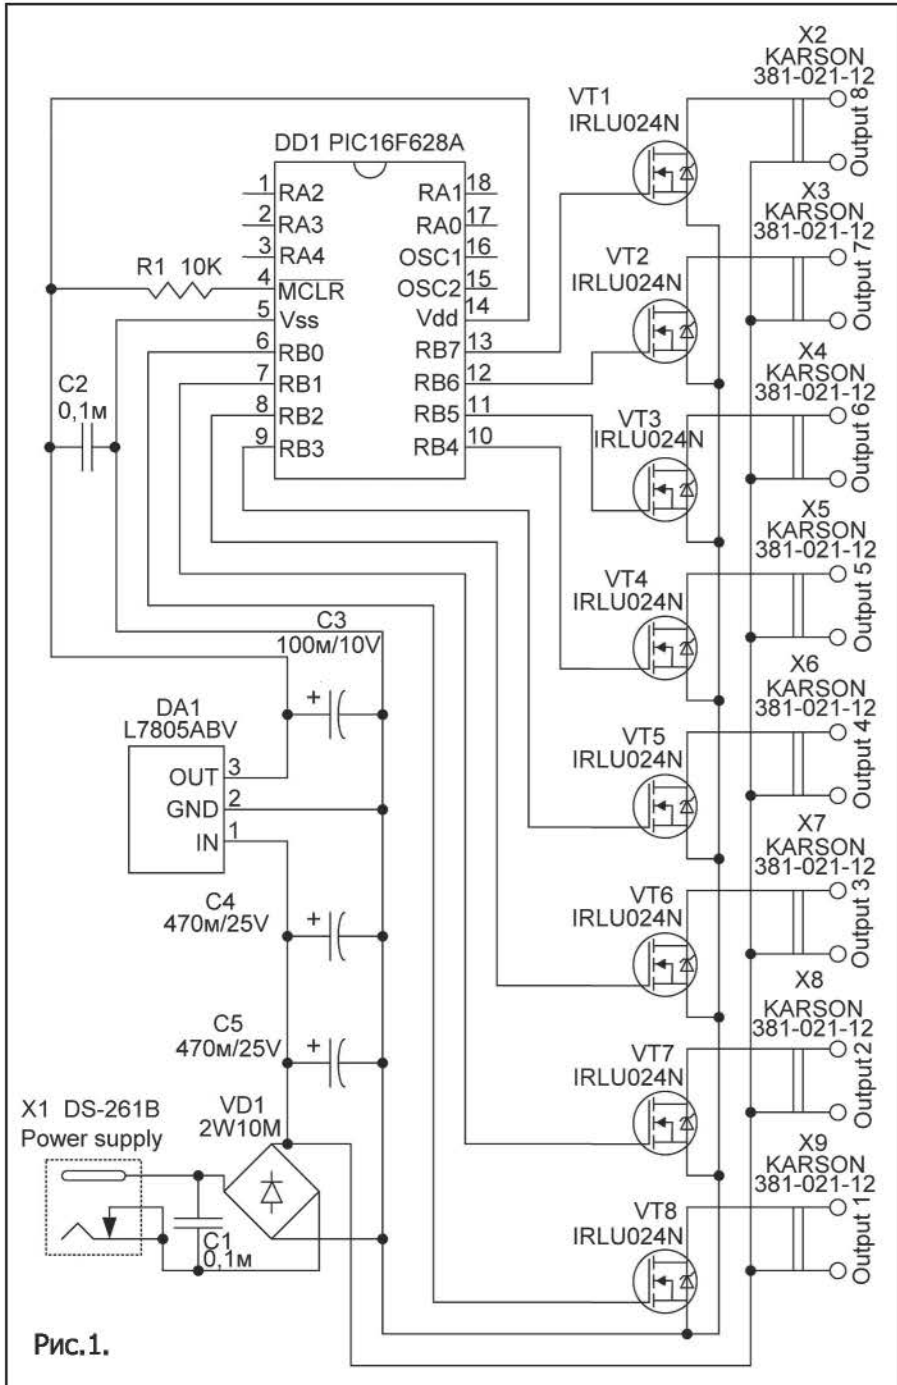 X2
KARSON
381-021-12
Output 8
VT1
IRLU024N
DD1 PIC16F628A
1 RA2
2 RA3
3 RA4
4 MCLR
5 Vss
6 RB0
7 RB1
8 RB2
9 RB3
RA1 18
RA0 17
OSC1 16
OSC2 15
Vdd 14
RB7 13
RB6 12
RB5 11
RB4 10
R1 10K
C2
0,1м
X3
KARSON
381-021-12
Output 7
VT2
IRLU024N
X4
KARSON
381-021-12
Output 6
VT3
IRLU024N
X5
KARSON
381-021-12
Output 5
VT4
IRLU024N
C3
100м/10V
+
DA1
L7805ABV
OUT 3
GND 2
IN 1
X6
KARSON
381-021-12
Output 4
VT5
IRLU024N
C4
470м/25V
+
X7
KARSON
381-021-12
Output 3
VT6
IRLU024N
C5
470м/25V
+
X8
KARSON
381-021-12
Output 2
VT7
IRLU024N
X1 DS-261B
Power supply
VD1
2W10M
C1
0,1м
X9
KARSON
381-021-12
Output 1
VT8
IRLU024N
Рис.1.